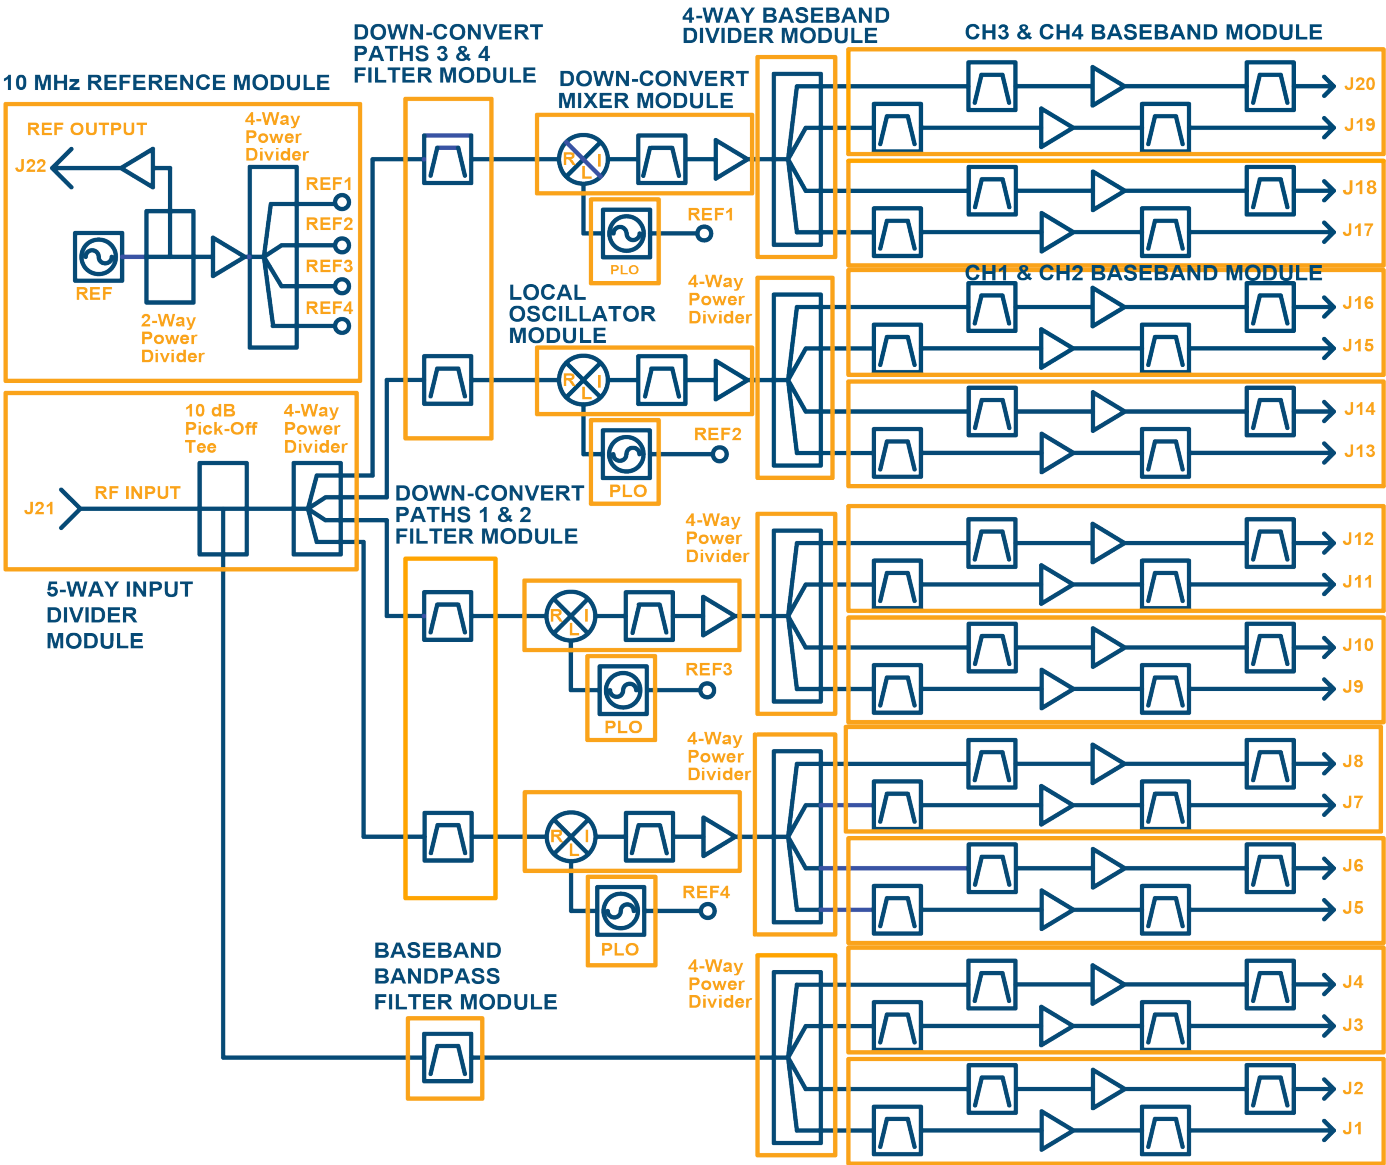 4-WAY BASEBAND
DIVIDER MODULE
CH3 & CH4 BASEBAND MODULE
DOWN-CONVERT
PATHS 3 & 4
FILTER MODULE
DOWN-CONVERT
MIXER MODULE
10 MHz REFERENCE MODULE
REF OUTPUT
4-Way
Power
Divider
J22
REF1
REF2
REF3
REF4
REF
2-Way
Power
Divider
R
I
L
REF1
PLO
J20
J19
J18
J17
CH1 & CH2 BASEBAND MODULE
LOCAL
OSCILLATOR
MODULE
4-Way
Power
Divider
R
I
L
REF2
PLO
J16
J15
J14
J13
10 dB
Pick-Off
Tee
4-Way
Power
Divider
RF INPUT
J21
5-WAY INPUT
DIVIDER
MODULE
DOWN-CONVERT
PATHS 1 & 2
FILTER MODULE
4-Way
Power
Divider
R
I
L
REF3
PLO
J12
J11
J10
J9
4-Way
Power
Divider
R
I
L
REF4
PLO
J8
J7
J6
J5
BASEBAND
BANDPASS
FILTER MODULE
4-Way
Power
Divider
J4
J3
J2
J1